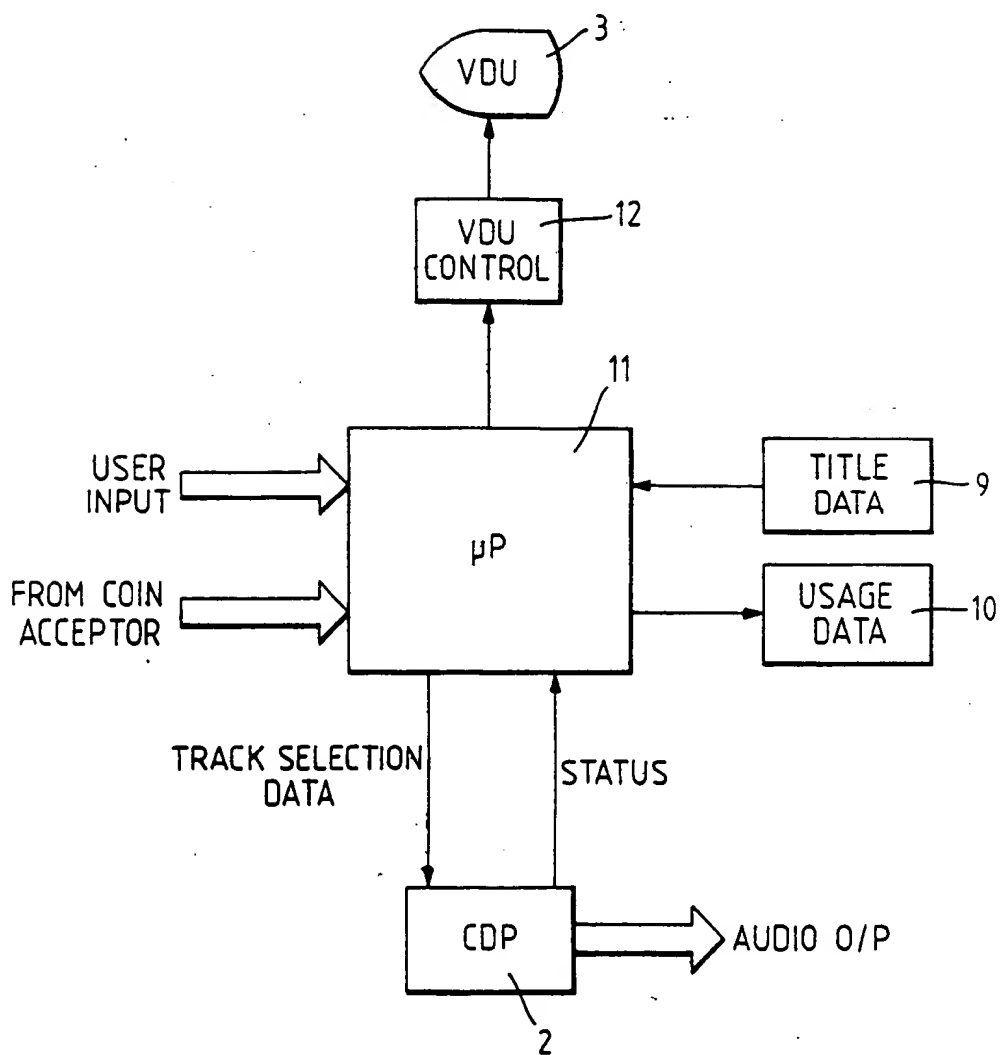 3
VDU
12
VDU
CONTROL
11
USER
INPUT
TITLE
DATA
9
μP
FROM COIN
ACCEPTOR
USAGE
DATA
10
TRACK SELECTION
DATA
STATUS
CDP
AUDIO O/P
2